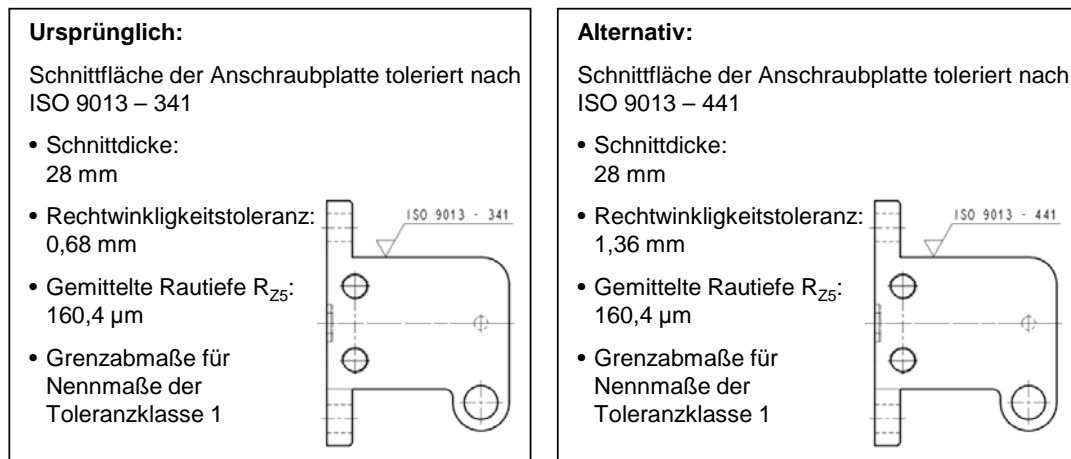 Ursprünglich:
Schnittfläche der Anschraubplatte toleriert nach
ISO 9013 – 341
• Schnittdicke:
28 mm
• Rechtwinkligkeitstoleranz:
0,68 mm
• Gemittelte Rautiefe RZ5:
160,4 µm
• Grenzabmaße für
Nennmaße der
Toleranzklasse 1
ISO 9013 - 341
Alternativ:
Schnittfläche der Anschraubplatte toleriert nach
ISO 9013 – 441
• Schnittdicke:
28 mm
• Rechtwinkligkeitstoleranz:
1,36 mm
• Gemittelte Rautiefe RZ5:
160,4 µm
• Grenzabmaße für
Nennmaße der
Toleranzklasse 1
ISO 9013 - 441